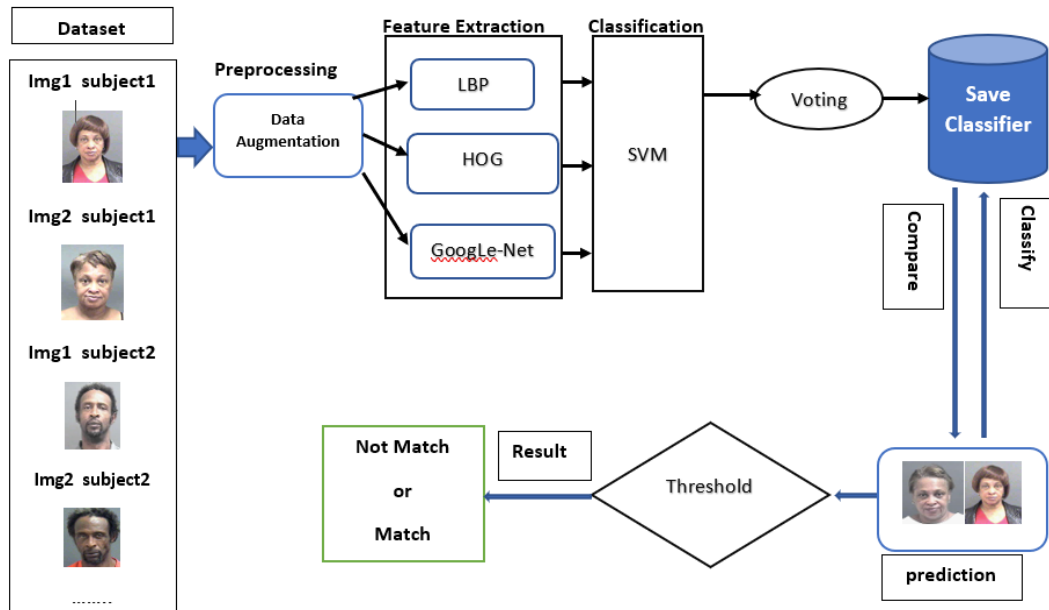 Dataset
Img1 subject1
Img2 subject1
Img1 subject2
Img2 subject2
........
Preprocessing
Data
Augmentation
Feature Extraction
LBP
HOG
GoogLe-Net
Classification
SVM
Voting
Save
Classifier
Compare
Classify
prediction
Threshold
Result
Not Match
or
Match